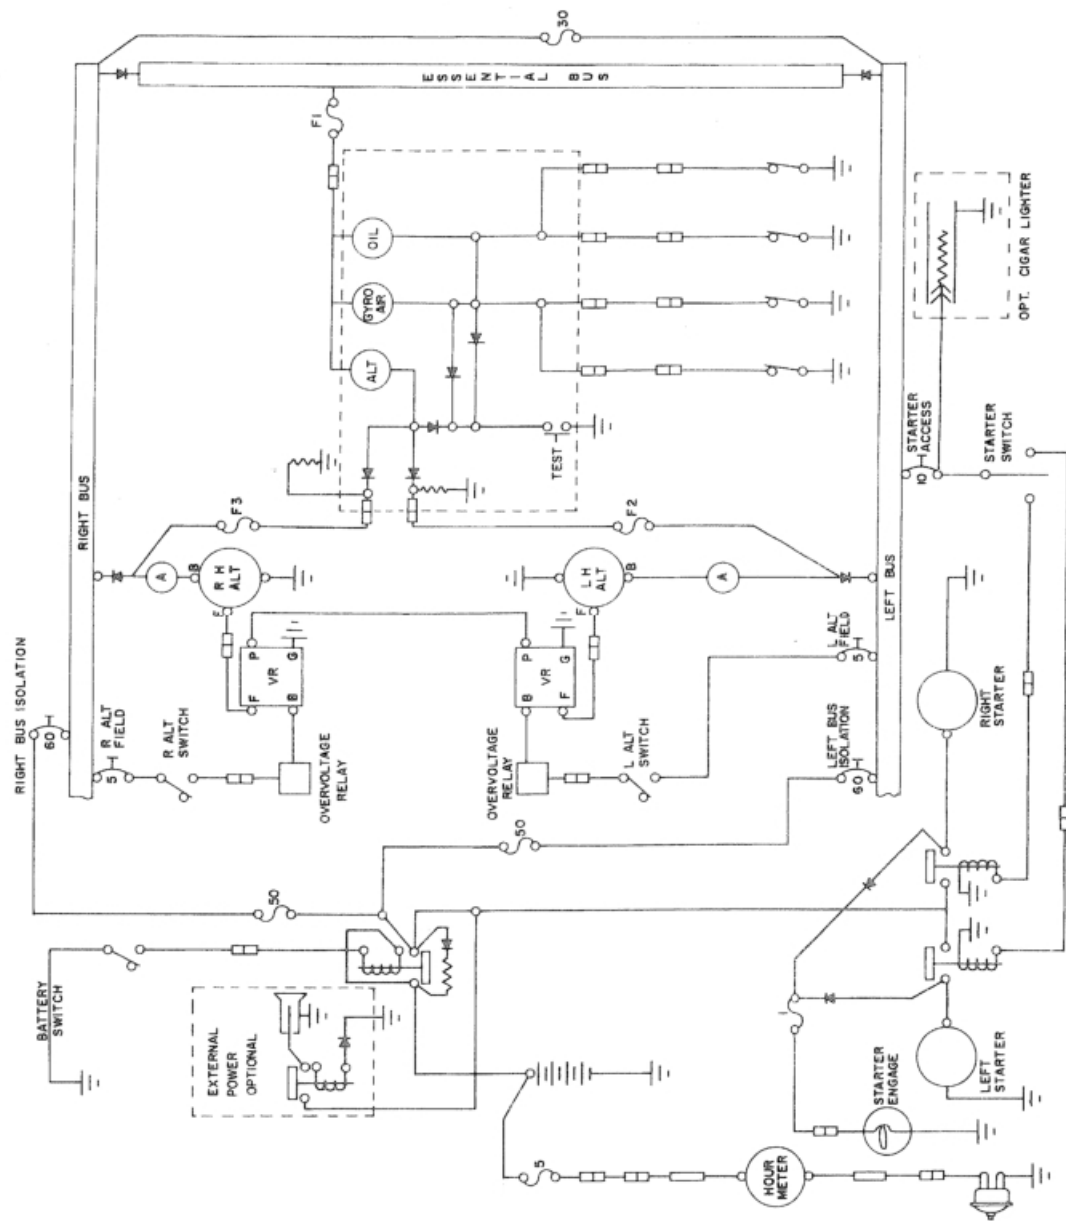 30
ESSENTIAL BUS
F1
OIL
GYRO
AIR
ALT
TEST
OPT. CIGAR LIGHTER
RIGHT BUS
F3
F2
STARTER
ACCESS
10
STARTER
SWITCH
A
B
R H
ALT
F
L H
ALT
B
F
A
LEFT BUS
RIGHT BUS ISOLATION
60
P
G
VR
F
B
P
G
VR
B
F
L ALT
FIELD
5
R ALT
FIELD
5
R ALT
SWITCH
OVERVOLTAGE
RELAY
OVERVOLTAGE
RELAY
L ALT
SWITCH
LEFT BUS
ISOLATION
60
RIGHT
STARTER
50
50
BATTERY
SWITCH
EXTERNAL
POWER
OPTIONAL
1
STARTER
ENGAGE
LEFT
STARTER
5
HOUR
METER